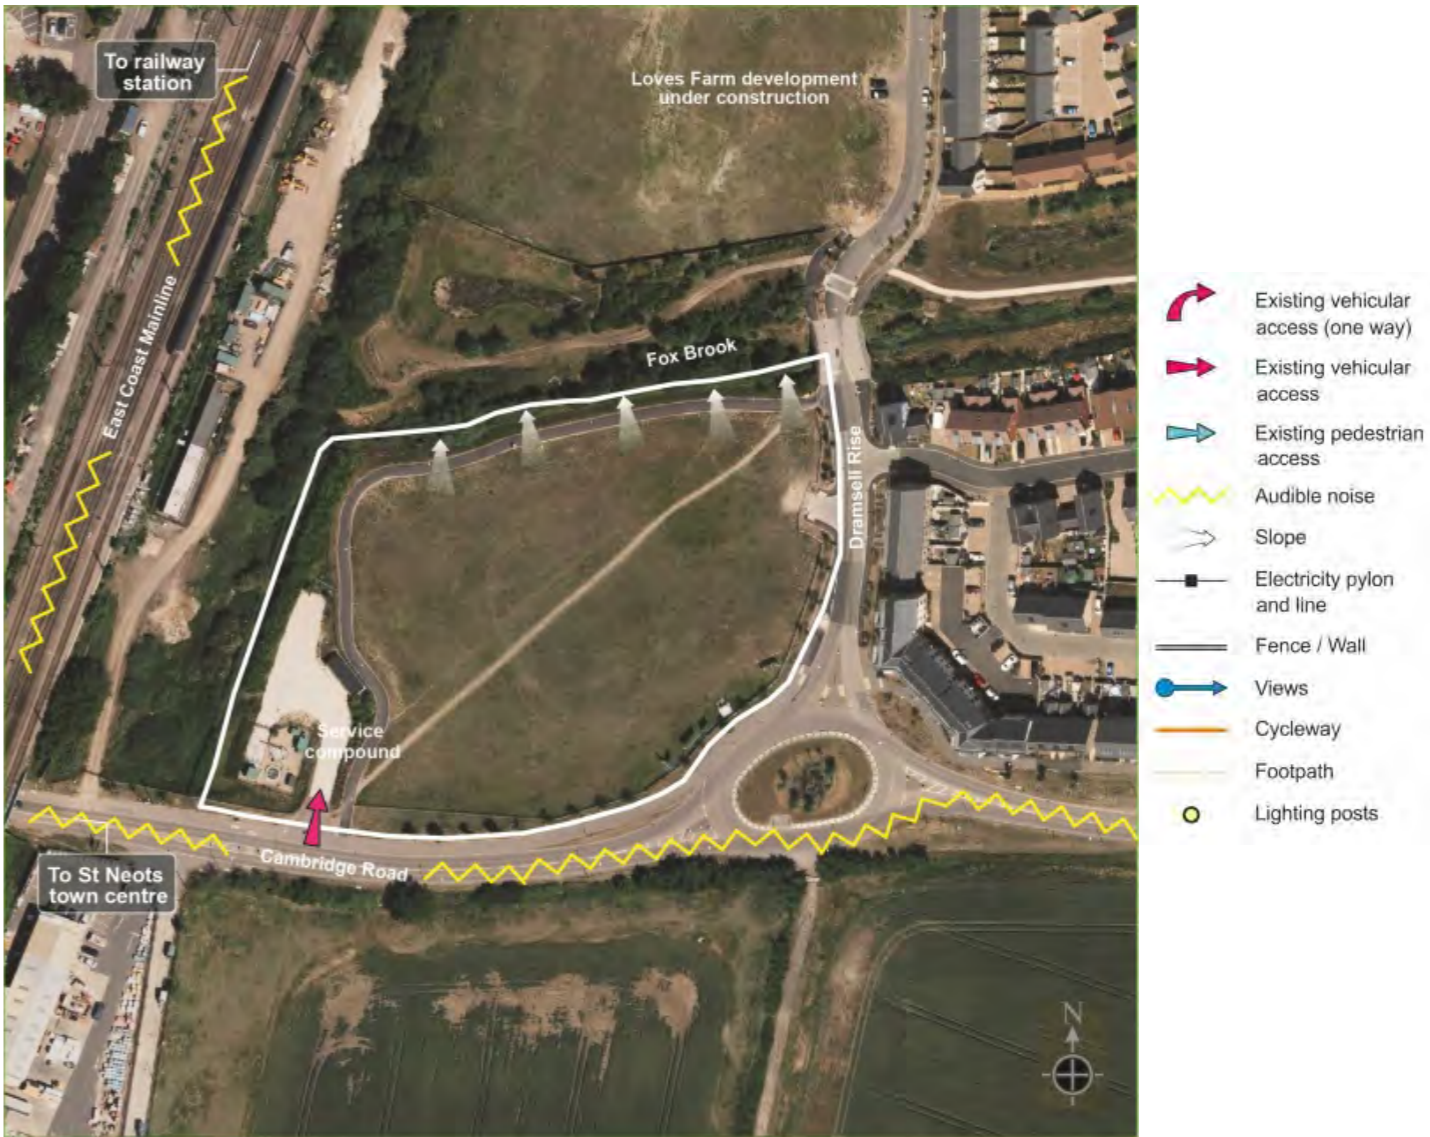 To railway
station
Loves Farm development
under construction
East Coast Mainline
Fox Brook
Dramsell Rise
Service
compound
Cambridge Road
To St Neots
town centre
N
Existing vehicular
access (one way)
Existing vehicular
access
Existing pedestrian
access
Audible noise
Slope
Electricity pylon
and line
Fence / Wall
Views
Cycleway
Footpath
Lighting posts